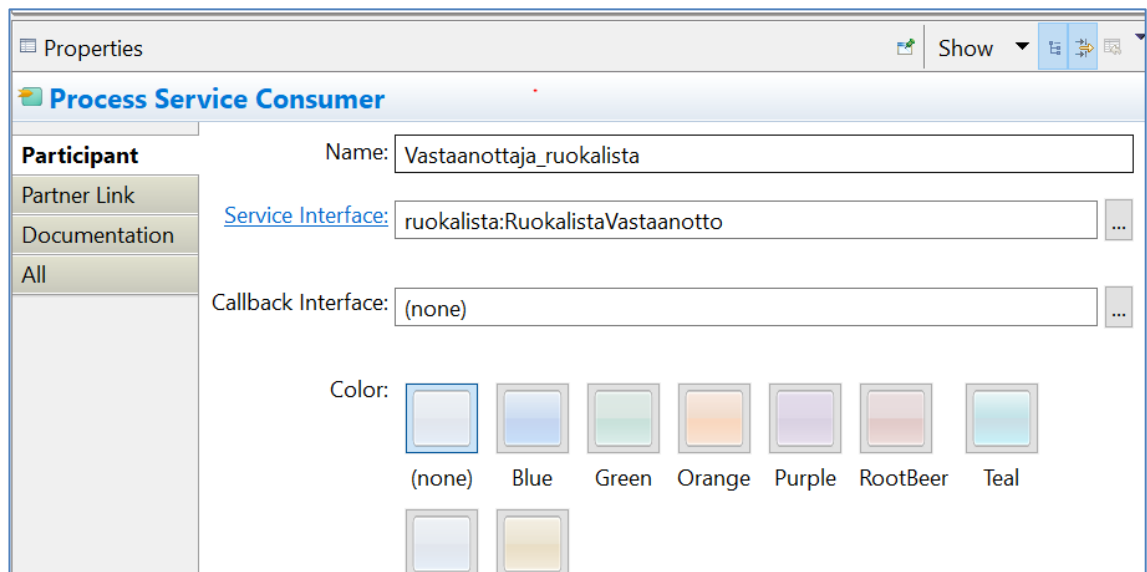 Properties
Show
Process Service Consumer
Participant
Partner Link
Documentation
All
Name: Vastaanottaja_ruokalista
Service Interface: ruokalista:RuokalistaVastaanotto ...
Callback Interface: (none) ...
Color:
(none) Blue Green Orange Purple RootBeer Teal